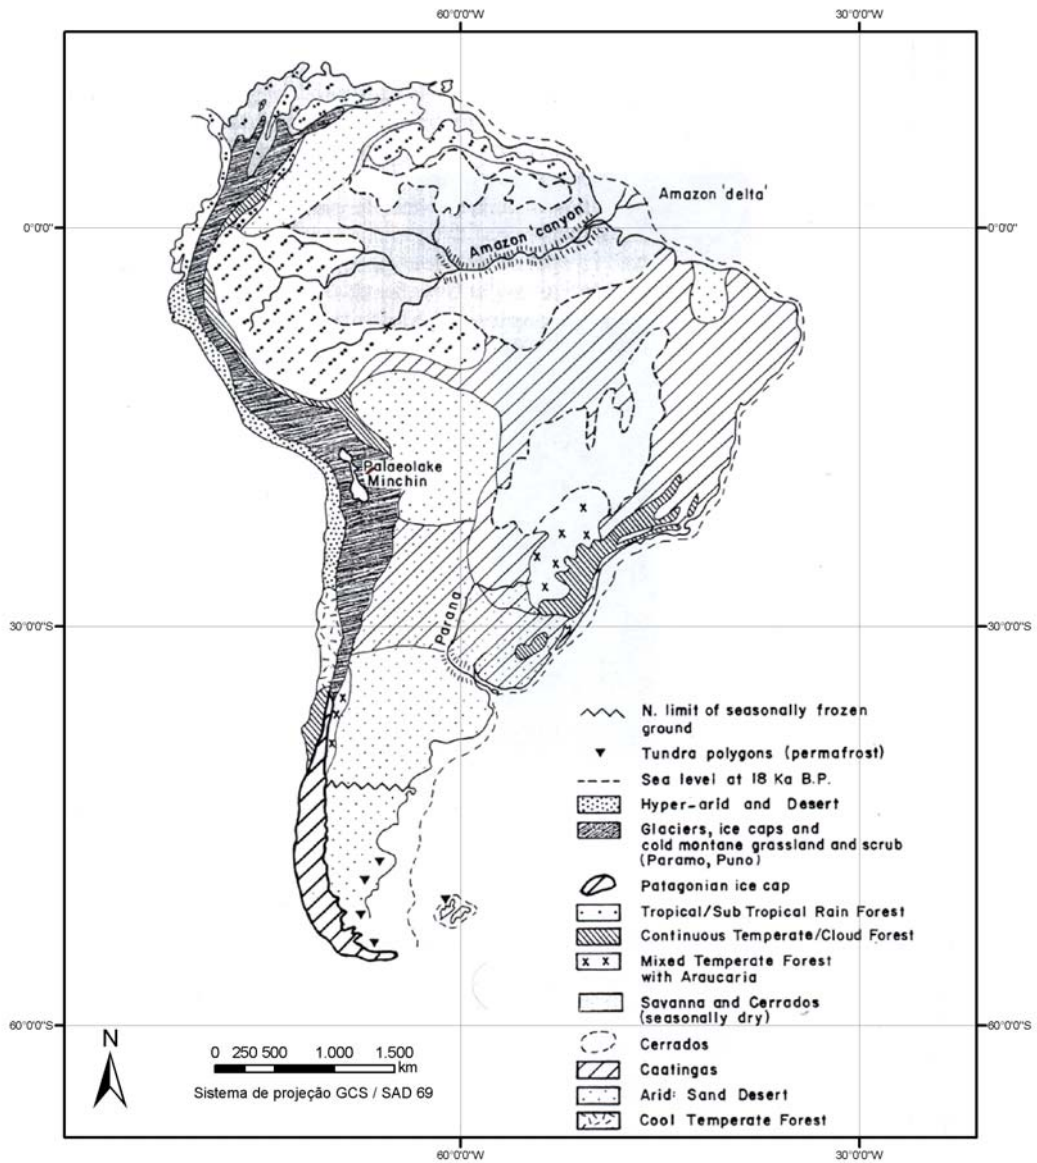 60°0'0"W
30°0'0"W
Amazon 'delta'
0°0'0"
0°0'0"
Amazon 'canyon'
Palaeolake
Minchin
Parana
30°0'0"S
30°0'0"S
N. limit of seasonally frozen
ground
Tundra polygons (permafrost)
Sea level at 18 Ka B.P.
Hyper-arid and Desert
Glaciers, ice caps and
cold montane grassland and scrub
(Paramo, Puno)
Patagonian ice cap
Tropical/Sub Tropical Rain Forest
Continuous Temperate/Cloud Forest
x x
Mixed Temperate Forest
with Araucaria
Savanna and Cerrados
(seasonally dry)
60°0'0"S
60°0'0"S
N
Cerrados
0 250 500 1.000 1.500
km
Caatingas
Sistema de projeção GCS / SAD 69
Arid: Sand Desert
Cool Temperate Forest
60°0'0"W
30°0'0"W